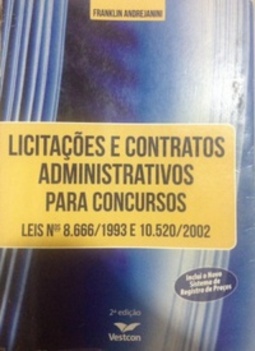 FRANKLIN ANDREJANINI
LICITAÇÕES E CONTRATOS
ADMINISTRATIVOS
PARA CONCURSOS
LEIS NºS 8.666/1993 E 10.520/2002
Inclui o Novo
Sistema de
Registro de Preços
2ª edição
Vestcon